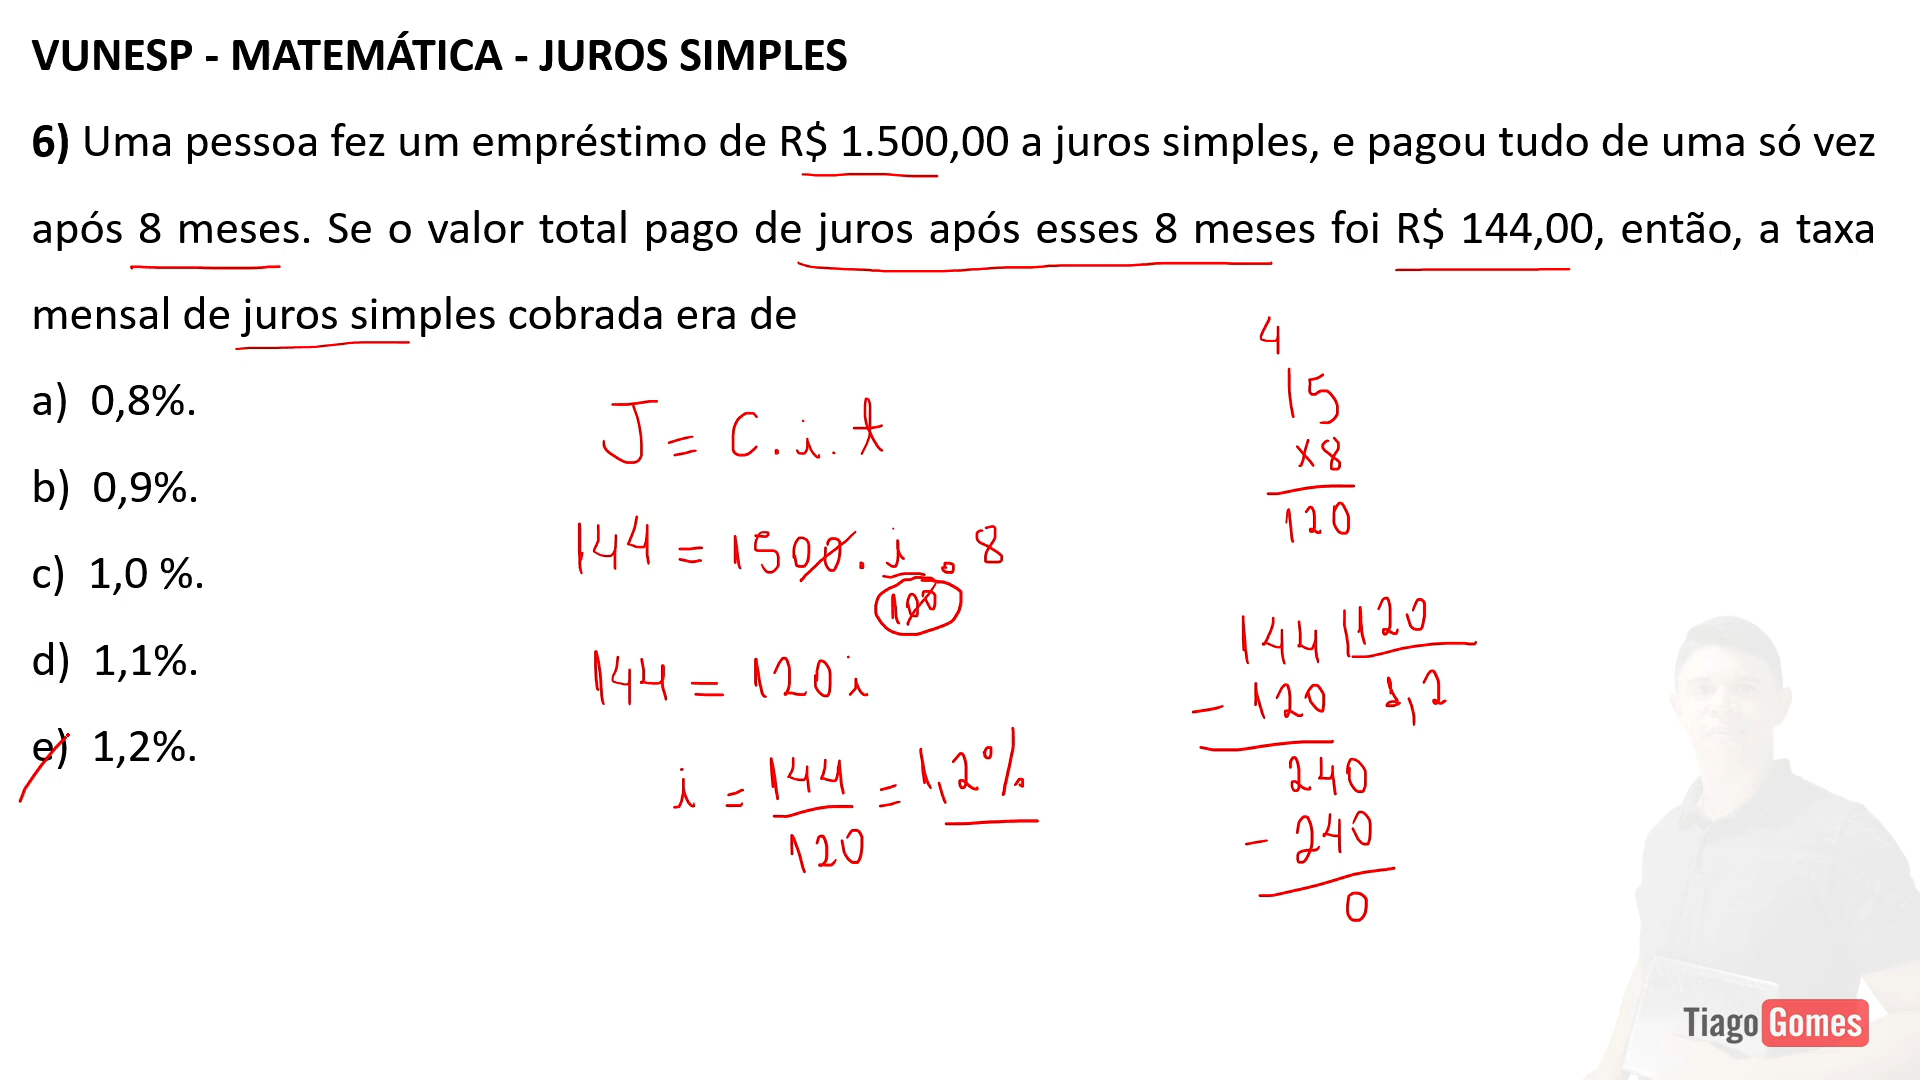 VUNESP - MATEMÁTICA - JUROS SIMPLES
6) Uma pessoa fez um empréstimo de R$ 1.500,00 a juros simples, e pagou tudo de uma só vez
após 8 meses. Se o valor total pago de juros após esses 8 meses foi R$ 144,00, então, a taxa
mensal de juros simples cobrada era de
a) 0,8%.
b) 0,9%.
c) 1,0 %.
d) 1,1%.
e) 1,2%.
J = C.i.t
144 = 1500. i . 8
100
144 = 120i
i = 144 = 1,2%
120
4
15
x8
120
144 120
- 120 1,2
240
- 240
0
Tiago Gomes